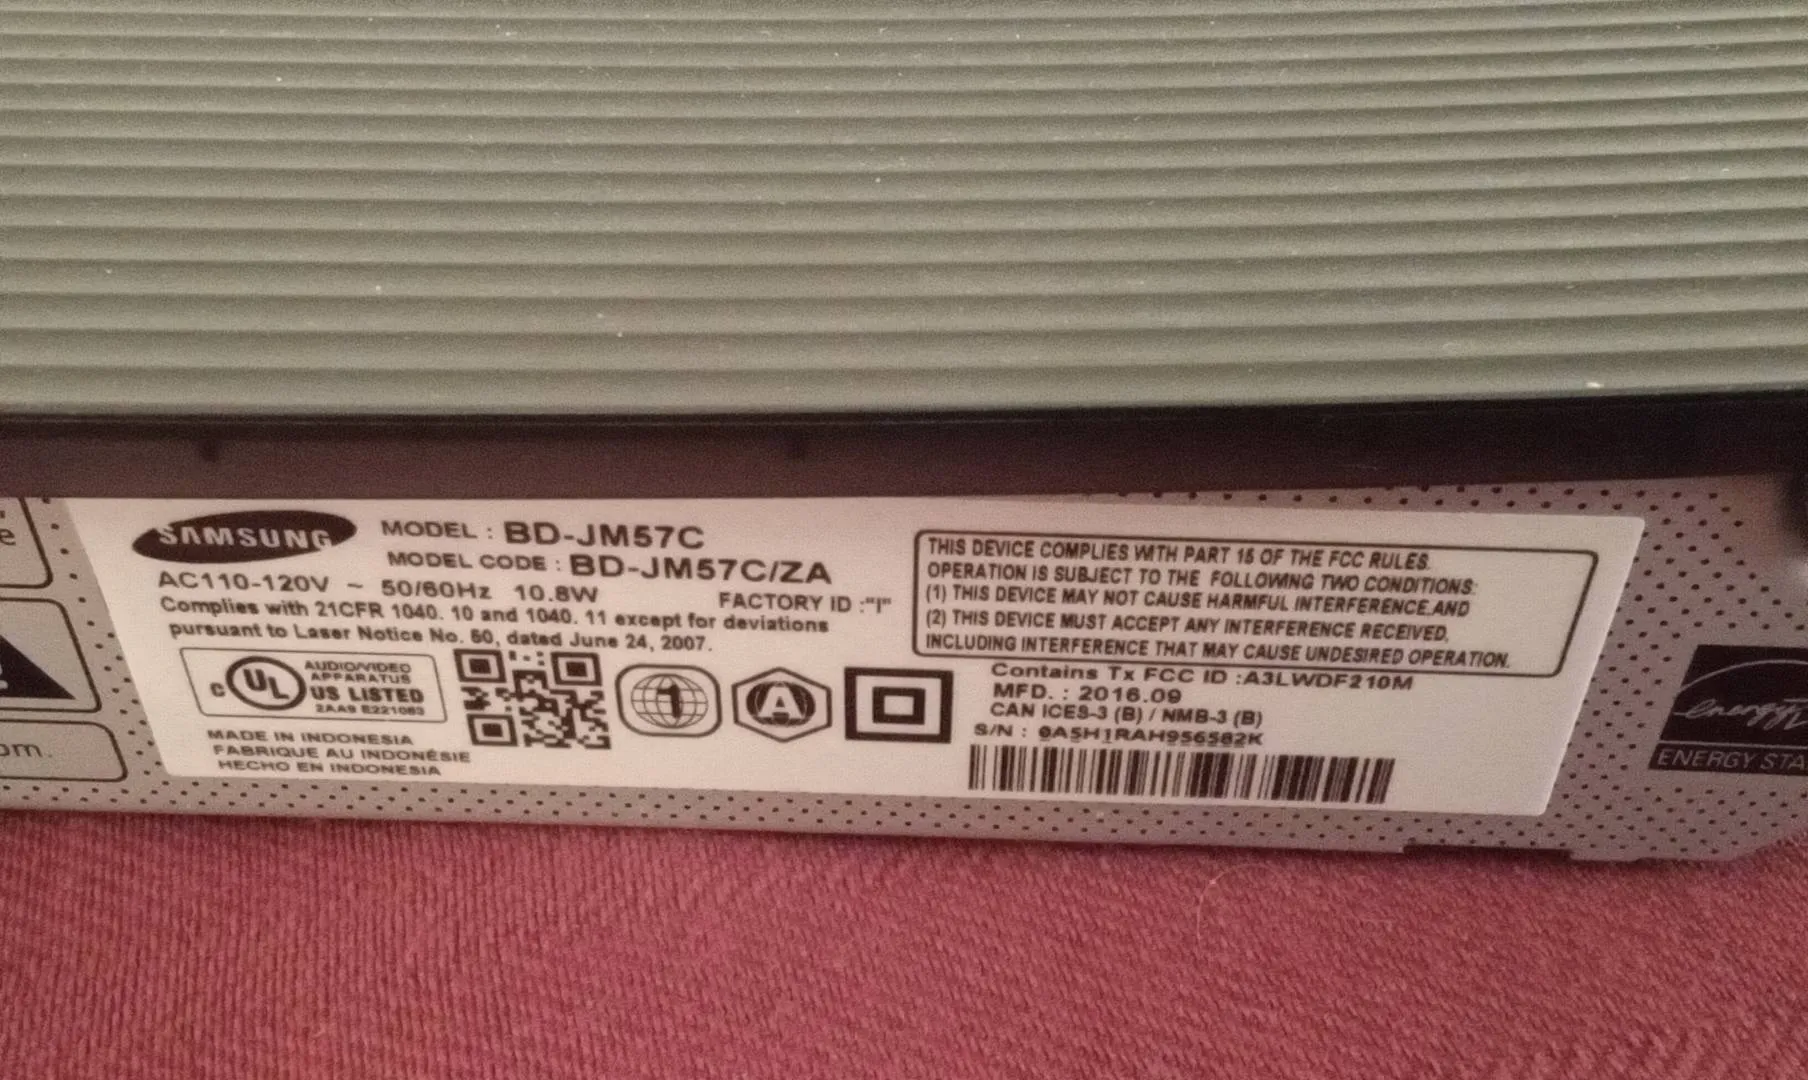 SAMSUNG
MODEL : BD-JM57C
MODEL CODE : BD-JM57C/ZA
AC110-120V ~ 50/60Hz 10.8W
FACTORY ID :"I"
Complies with 21CFR 1040. 10 and 1040. 11 except for deviations
pursuant to Laser Notice No. 50, dated June 24, 2007.
C UL
AUDIO/VIDEO
APPARATUS
US LISTED
2AA9 E221083
1
A
MADE IN INDONESIA
FABRIQUÉ AU INDONÉSIE
HECHO EN INDONESIA
THIS DEVICE COMPLIES WITH PART 15 OF THE FCC RULES.
OPERATION IS SUBJECT TO THE FOLLOWING TWO CONDITIONS:
(1) THIS DEVICE MAY NOT CAUSE HARMFUL INTERFERENCE,AND
(2) THIS DEVICE MUST ACCEPT ANY INTERFERENCE RECEIVED,
INCLUDING INTERFERENCE THAT MAY CAUSE UNDESIRED OPERATION.
Contains Tx FCC ID :A3LWDF210M
MFD. : 2016.09
CAN ICES-3 (B) / NMB-3 (B)
S/N : 0A5H1RAH956582K
energy
ENERGY STA
e
om.